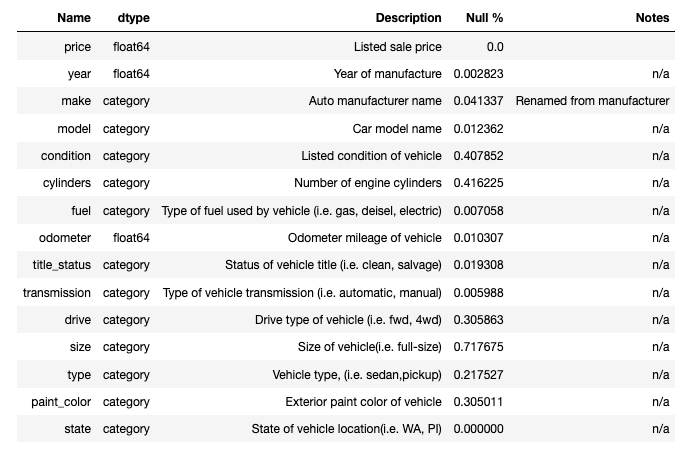 Name dtype Description Null % Notes
price float64 Listed sale price 0.0
year float64 Year of manufacture 0.002823 n/a
make category Auto manufacturer name 0.041337 Renamed from manufacturer
model category Car model name 0.012362 n/a
condition category Listed condition of vehicle 0.407852 n/a
cylinders category Number of engine cylinders 0.416225 n/a
fuel category Type of fuel used by vehicle (i.e. gas, deisel, electric) 0.007058 n/a
odometer float64 Odometer mileage of vehicle 0.010307 n/a
title_status category Status of vehicle title (i.e. clean, salvage) 0.019308 n/a
transmission category Type of vehicle transmission (i.e. automatic, manual) 0.005988 n/a
drive category Drive type of vehicle (i.e. fwd, 4wd) 0.305863 n/a
size category Size of vehicle(i.e. full-size) 0.717675 n/a
type category Vehicle type, (i.e. sedan,pickup) 0.217527 n/a
paint_color category Exterior paint color of vehicle 0.305011 n/a
state category State of vehicle location(i.e. WA, PI) 0.000000 n/a